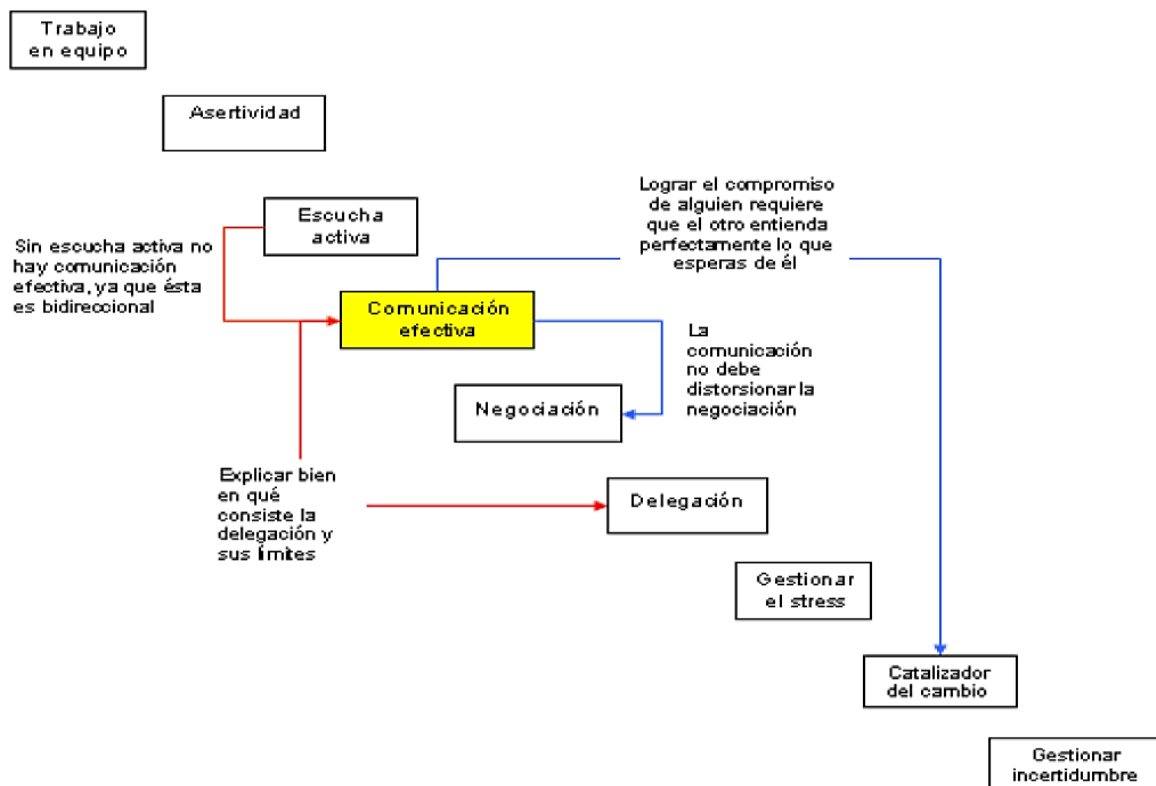 Trabajo
en equipo
Asertividad
Escucha
activa
Sin escucha activa no
hay comunicación
efectiva, ya que ésta
es bidireccional
Lograr el compromiso
de alguien requiere
que el otro entienda
perfectamente lo que
esperas de él
Comunicación
efectiva
La
comunicación
no debe
distorsionar la
negociación
Negociación
Explicar bien
en qué
consiste la
delegación y
sus límites
Delegación
Gestionar
el stress
Catalizador
del cambio
Gestionar
incertidumbre